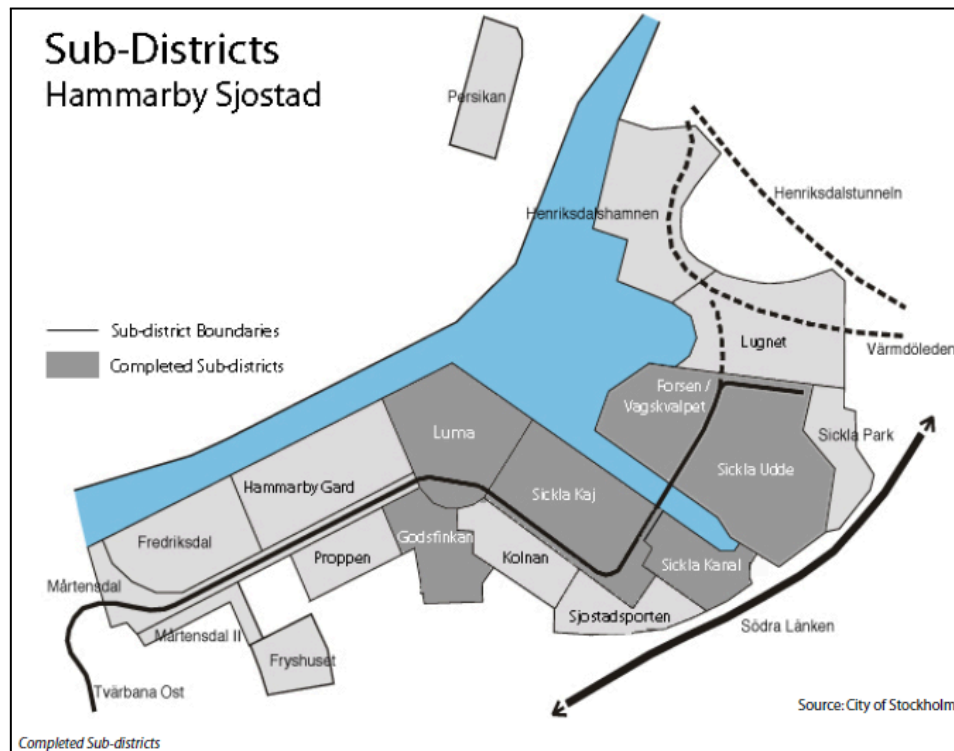 Sub-Districts
Hammarby Sjostad
Persikan
Henriksdalstunneln
Henriksdalshamnen
Sub-district Boundaries
Completed Sub-districts
Lugnet
Värmdöleden
Forsen /
Vagskvalpet
Luma
Sickla Park
Sickla Udde
Hammarby Gard
Sickla Kaj
Fredriksdal
Godsfinkan
Proppen
Kolnan
Sickla Kanal
Mårtensdal
Sjostadsporten
Södra Länken
Mårtensdal II
Fryshuset
Tvärbana Ost
Source: City of Stockholm
Completed Sub-districts